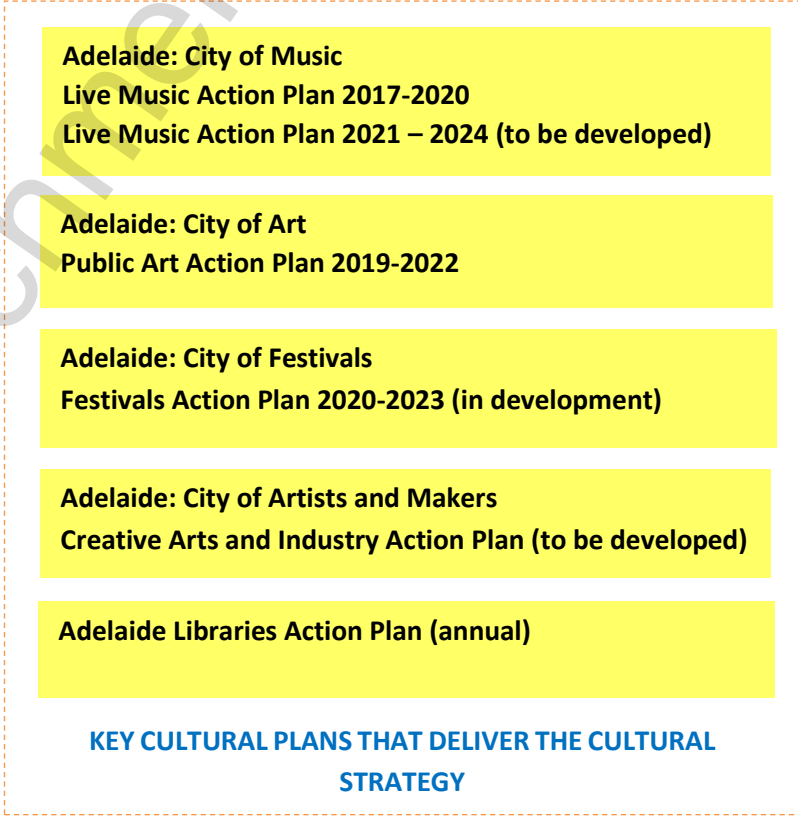 Adelaide: City of Music
Live Music Action Plan 2017-2020
Live Music Action Plan 2021 – 2024 (to be developed)
Adelaide: City of Art
Public Art Action Plan 2019-2022
Adelaide: City of Festivals
Festivals Action Plan 2020-2023 (in development)
Adelaide: City of Artists and Makers
Creative Arts and Industry Action Plan (to be developed)
Adelaide Libraries Action Plan (annual)
KEY CULTURAL PLANS THAT DELIVER THE CULTURAL
STRATEGY